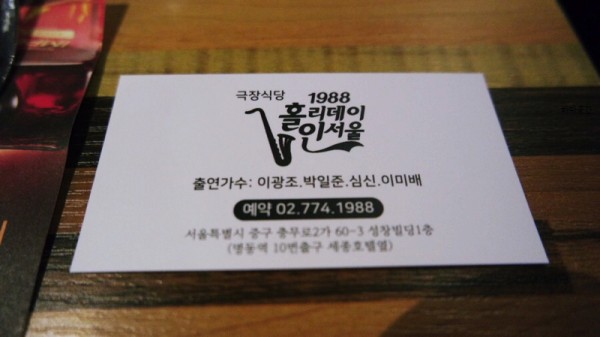 극장식당 1988
홀리데이
인서울
출연가수: 이광조.박일준.심신.이미배
예약 02.774.1988
서울특별시 중구 충무로2가 60-3 성창빌딩1층
(명동역 10번출구 세종호텔옆)